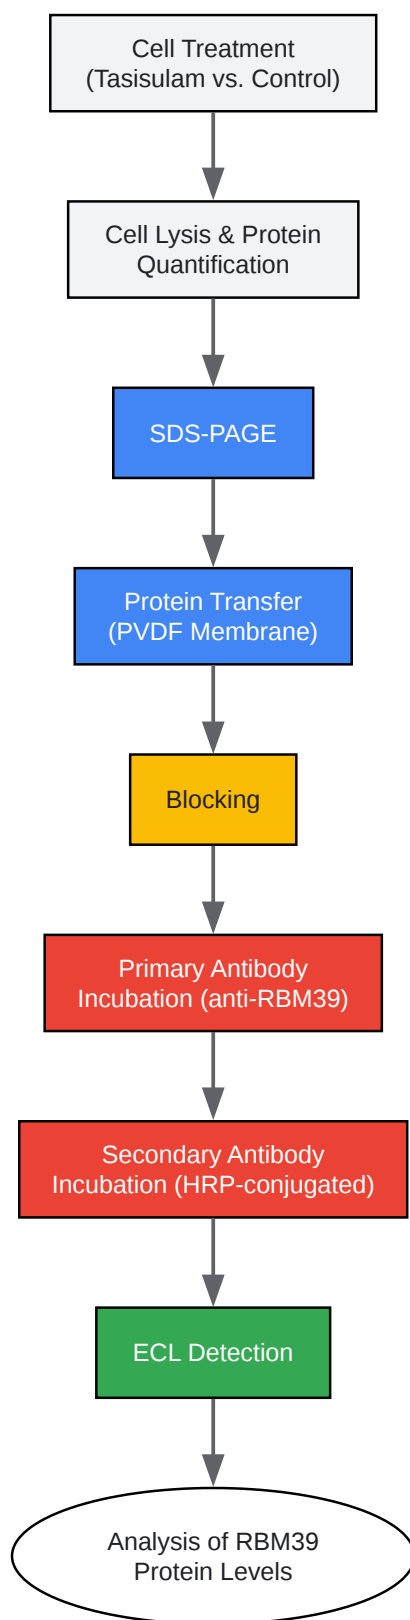 Cell Treatment
(Tasisulam vs. Control)
Cell Lysis & Protein
Quantification
SDS-PAGE
Protein Transfer
(PVDF Membrane)
Blocking
Primary Antibody
Incubation (anti-RBM39)
Secondary Antibody
Incubation (HRP-conjugated)
ECL Detection
Analysis of RBM39
Protein Levels